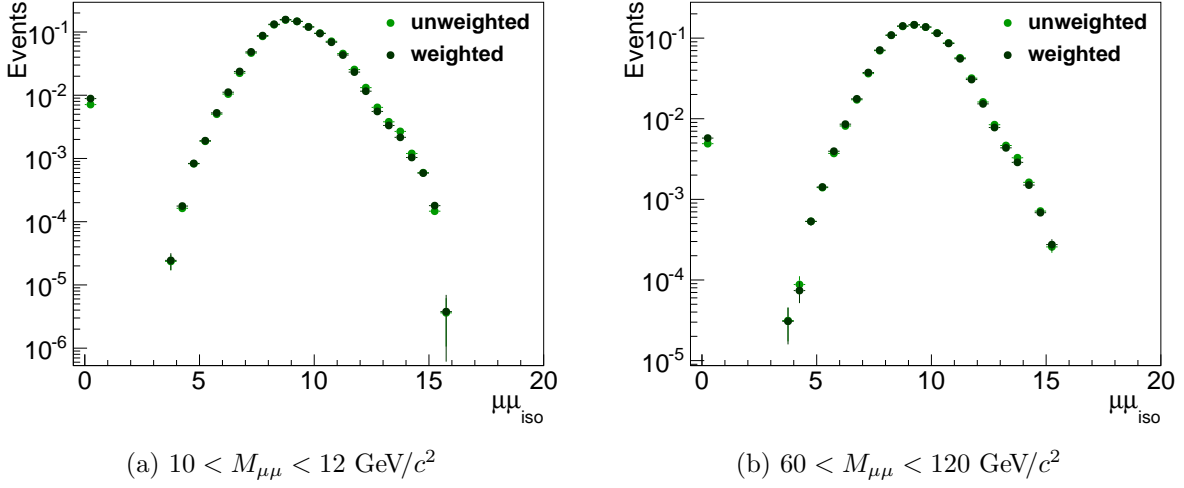 Events
10⁻¹
10⁻²
10⁻³
10⁻⁴
10⁻⁵
10⁻⁶
unweighted
weighted
0 5 10 15 20
μμ_iso
(a) 10 < M_μμ < 12 GeV/c²
Events
10⁻¹
10⁻²
10⁻³
10⁻⁴
10⁻⁵
unweighted
weighted
0 5 10 15 20
μμ_iso
(b) 60 < M_μμ < 120 GeV/c²